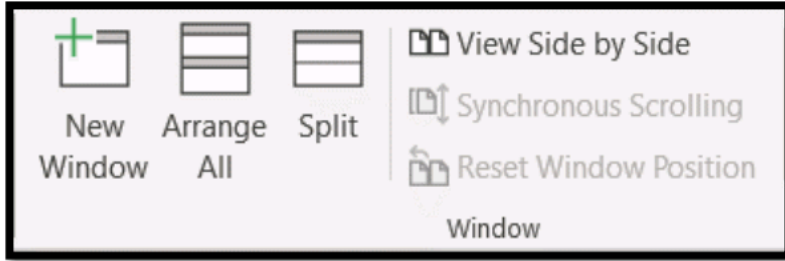 New Window
Arrange All
Split
View Side by Side
Synchronous Scrolling
Reset Window Position
Window